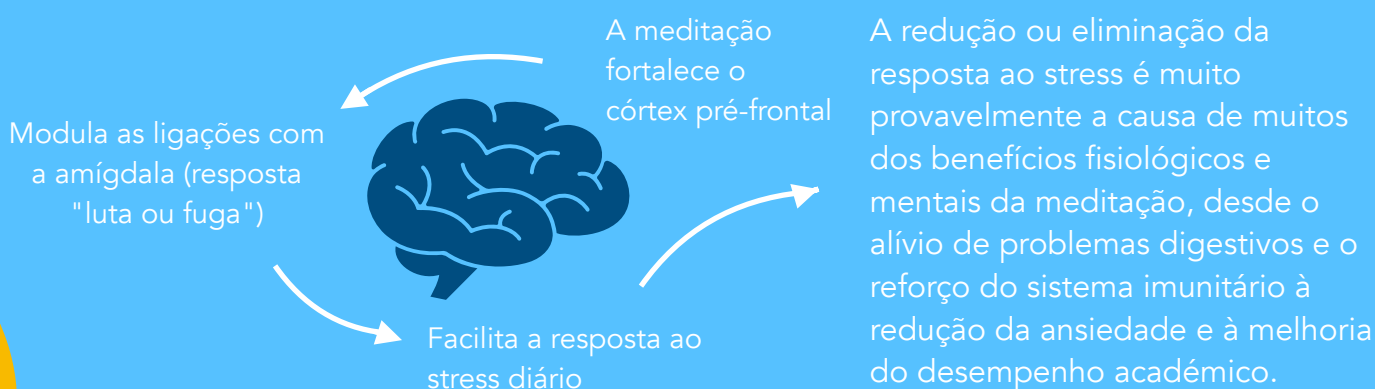 A meditação
fortalece o
córtex pré-frontal
Modula as ligações com
a amígdala (resposta
"luta ou fuga")
Facilita a resposta ao
stress diário
A redução ou eliminação da
resposta ao stress é muito
provavelmente a causa de muitos
dos benefícios fisiológicos e
mentais da meditação, desde o
alívio de problemas digestivos e o
reforço do sistema imunitário à
redução da ansiedade e à melhoria
do desempenho académico.